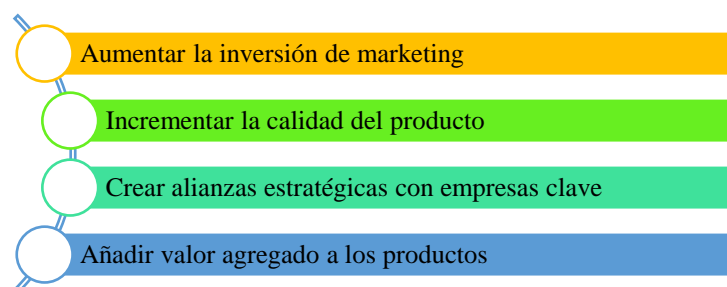 Aumentar la inversión de marketing
Incrementar la calidad del producto
Crear alianzas estratégicas con empresas clave
Añadir valor agregado a los productos